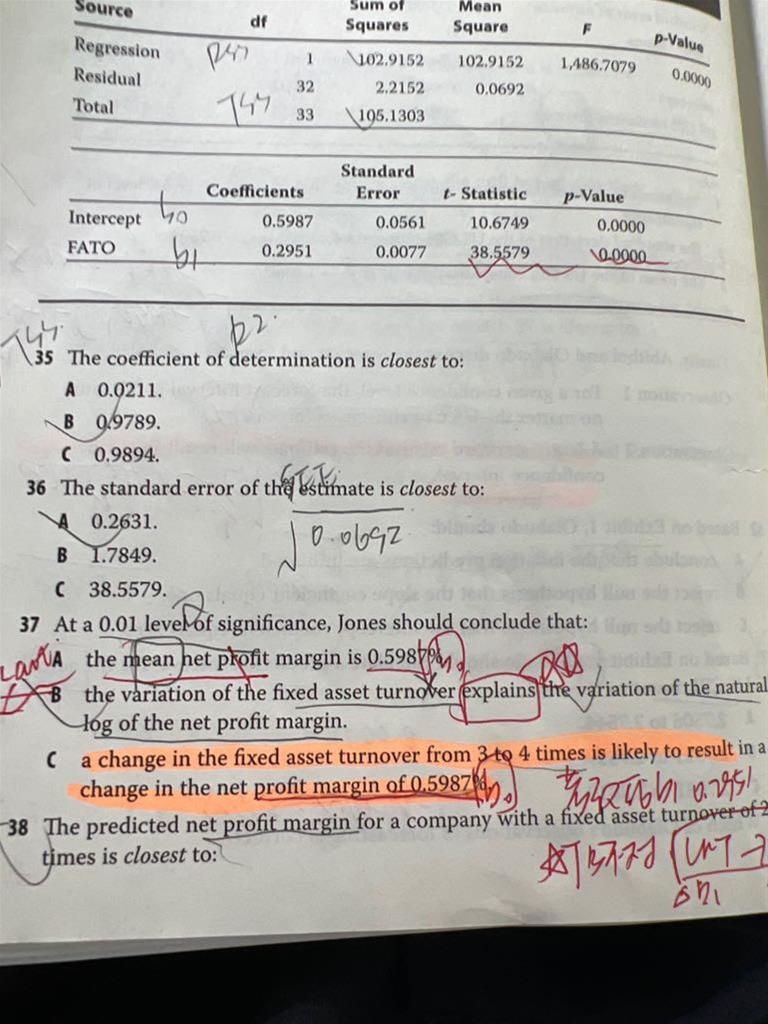 Source df Sum of Squares Mean Square F p-Value
Regression 1 102.9152 102.9152 1,486.7079 0.0000
Residual 32 2.2152 0.0692
Total 33 105.1303
Coefficients Standard Error t- Statistic p-Value
Intercept b0 0.5987 0.0561 10.6749 0.0000
FATO b1 0.2951 0.0077 38.5579 0.0000
R2
35 The coefficient of determination is closest to:
A 0.0211.
B 0.9789.
C 0.9894.
36 The standard error of the estimate is closest to:
A 0.2631.
√0.0692
B 1.7849.
C 38.5579.
37 At a 0.01 level of significance, Jones should conclude that:
A the mean net profit margin is 0.5987%.
B the variation of the fixed asset turnover explains the variation of the natural
log of the net profit margin.
C a change in the fixed asset turnover from 3 to 4 times is likely to result in a
change in the net profit margin of 0.5987%.
b1 0.2951
38 The predicted net profit margin for a company with a fixed asset turnover of 2
times is closest to: